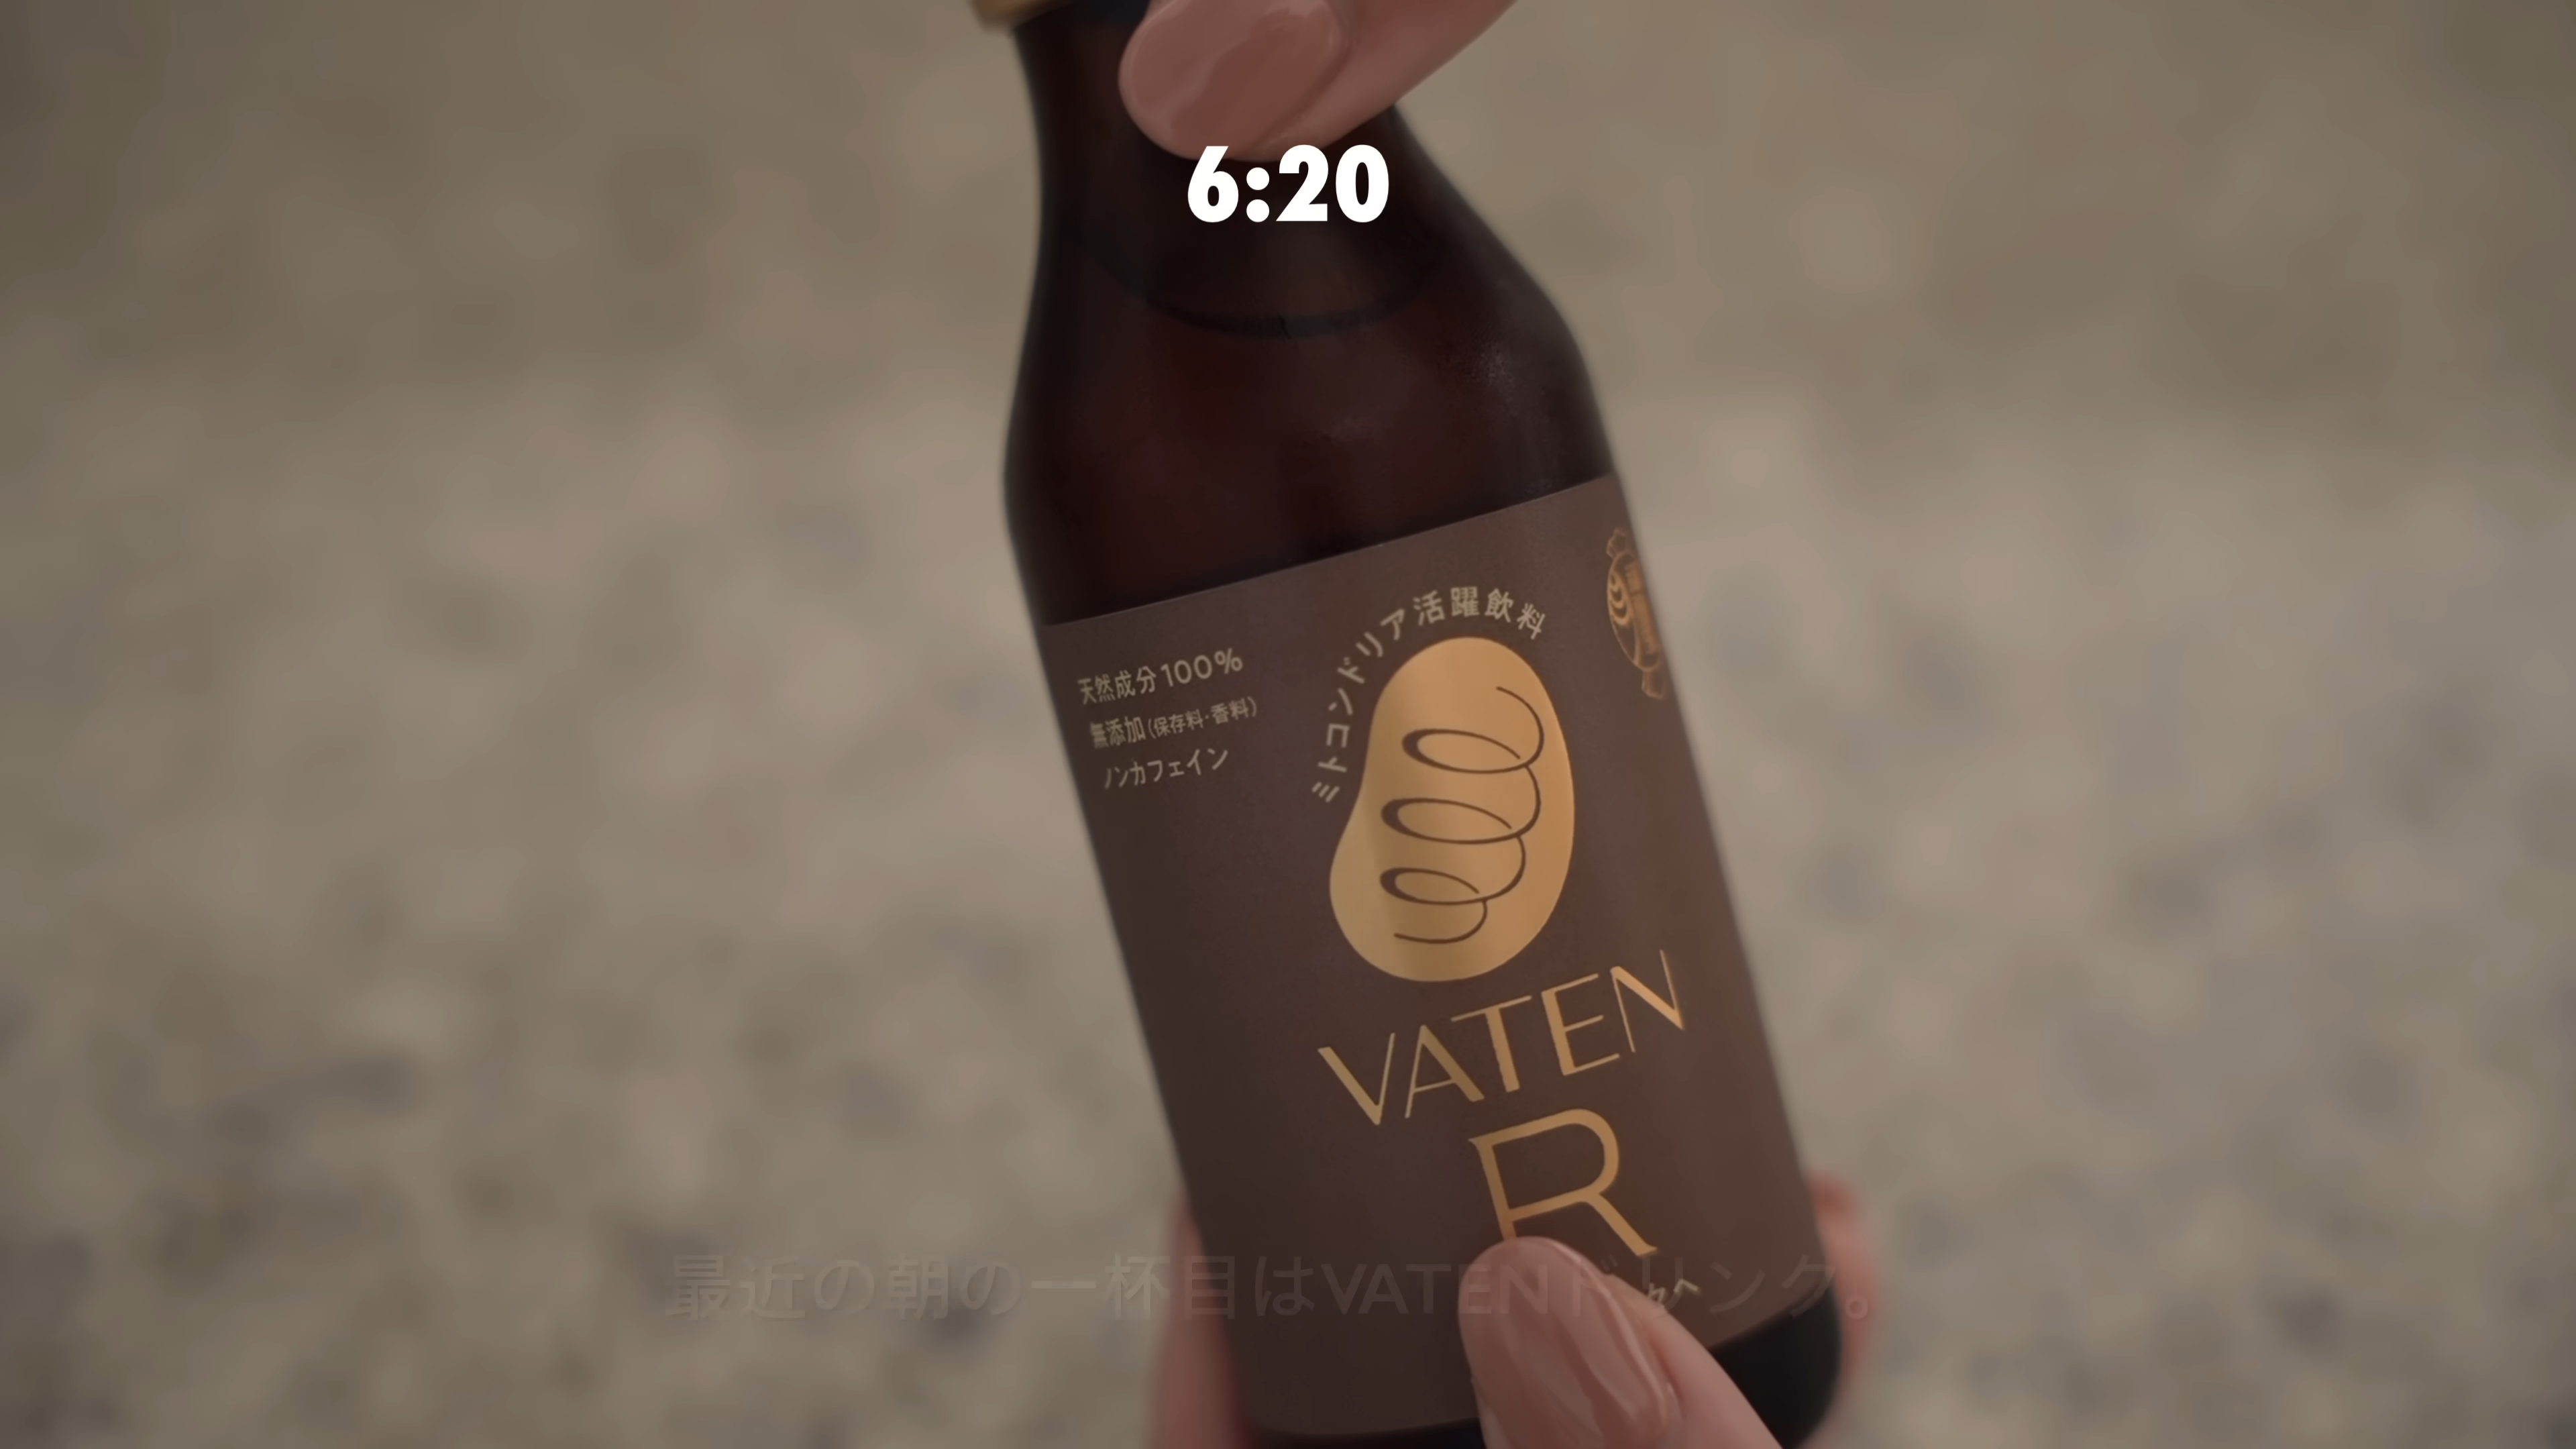 6:20
ミトコンドリア活躍飲料
天然成分100%
無添加(保存料・香料)
ノンカフェイン
VATEN
R
最近の朝の一杯目はVATENドリンク。